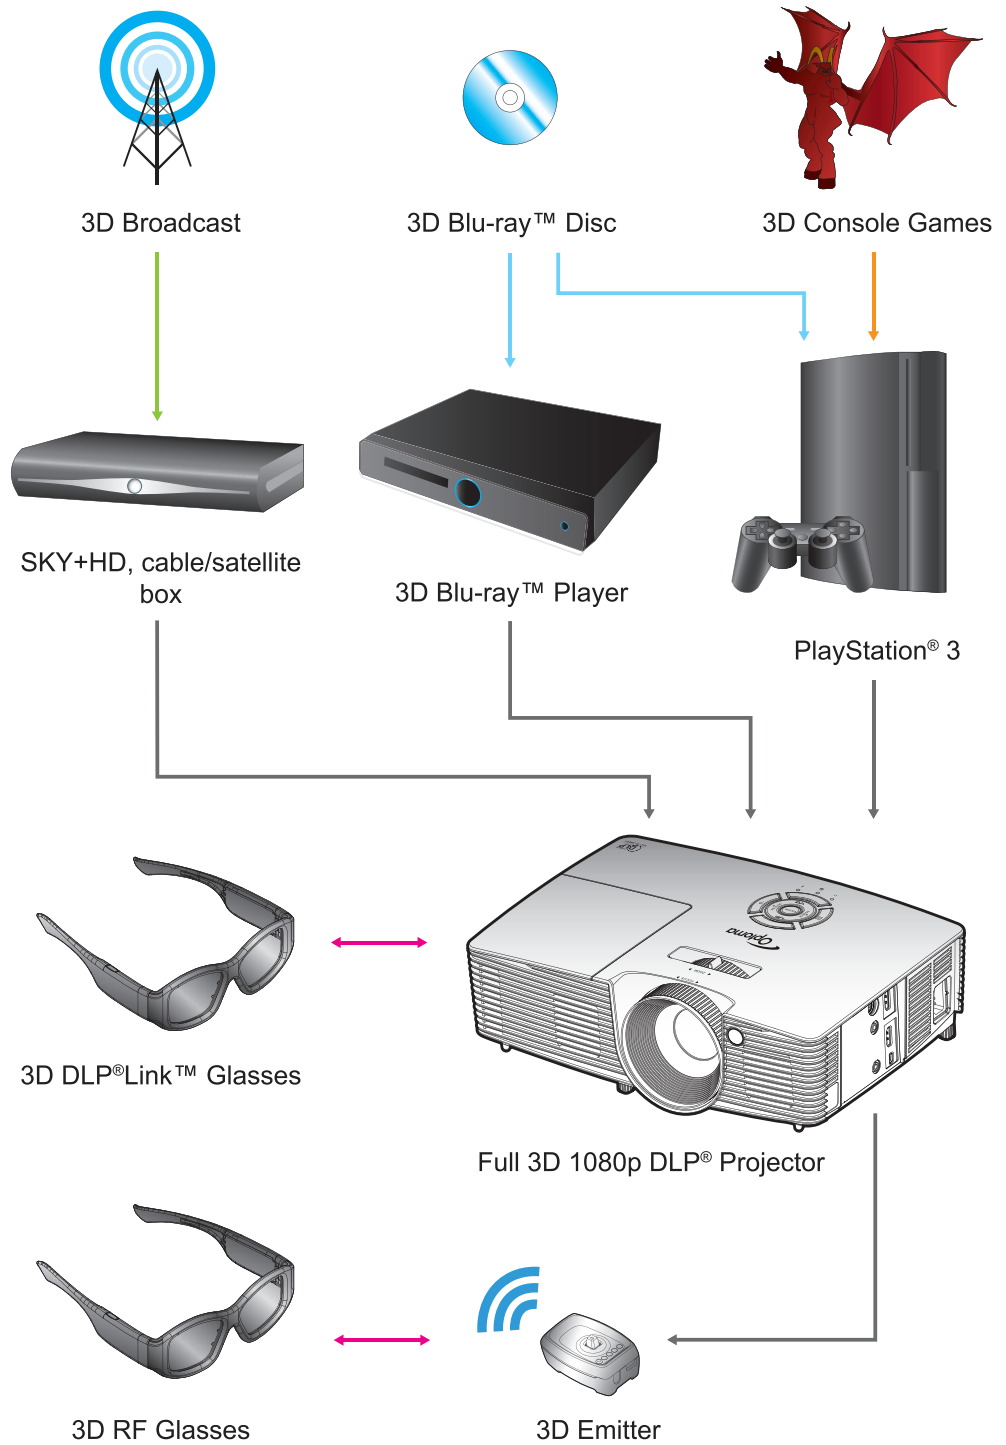 3D Broadcast
3D Blu-ray™ Disc
3D Console Games
SKY+HD, cable/satellite
box
3D Blu-ray™ Player
PlayStation® 3
Optoma
3D DLP®Link™ Glasses
Full 3D 1080p DLP® Projector
3D RF Glasses
3D Emitter